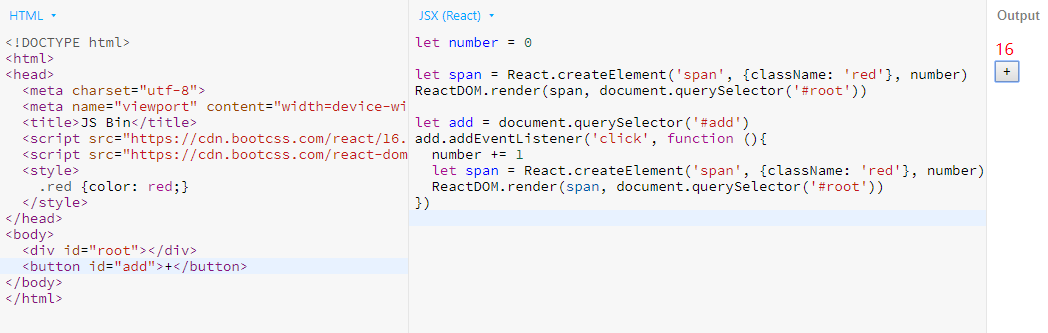 HTML
<!DOCTYPE html>
<html>
<head>
  <meta charset="utf-8">
  <meta name="viewport" content="width=device-wi
  <title>JS Bin</title>
  <script src="https://cdn.bootcss.com/react/16.
  <script src="https://cdn.bootcss.com/react-dom
  <style>
    .red {color: red;}
  </style>
</head>
<body>
  <div id="root"></div>
  <button id="add">+</button>
</body>
</html>
JSX (React)
let number = 0

let span = React.createElement('span', {className: 'red'}, number)
ReactDOM.render(span, document.querySelector('#root'))

let add = document.querySelector('#add')
add.addEventListener('click', function (){
  number += 1
  let span = React.createElement('span', {className: 'red'}, number)
  ReactDOM.render(span, document.querySelector('#root'))
})
Output
16
+